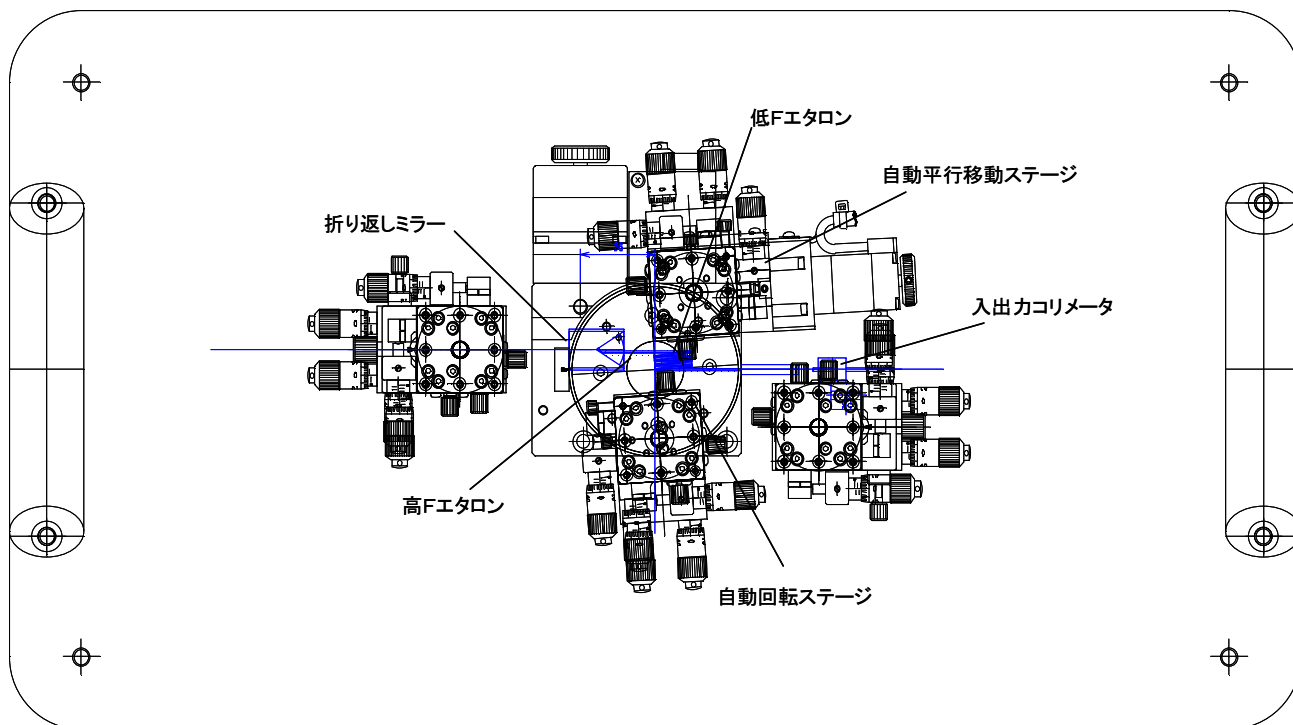 低Fエタロン
自動平行移動ステージ
折り返しミラー
入出力コリメータ
高Fエタロン
自動回転ステージ